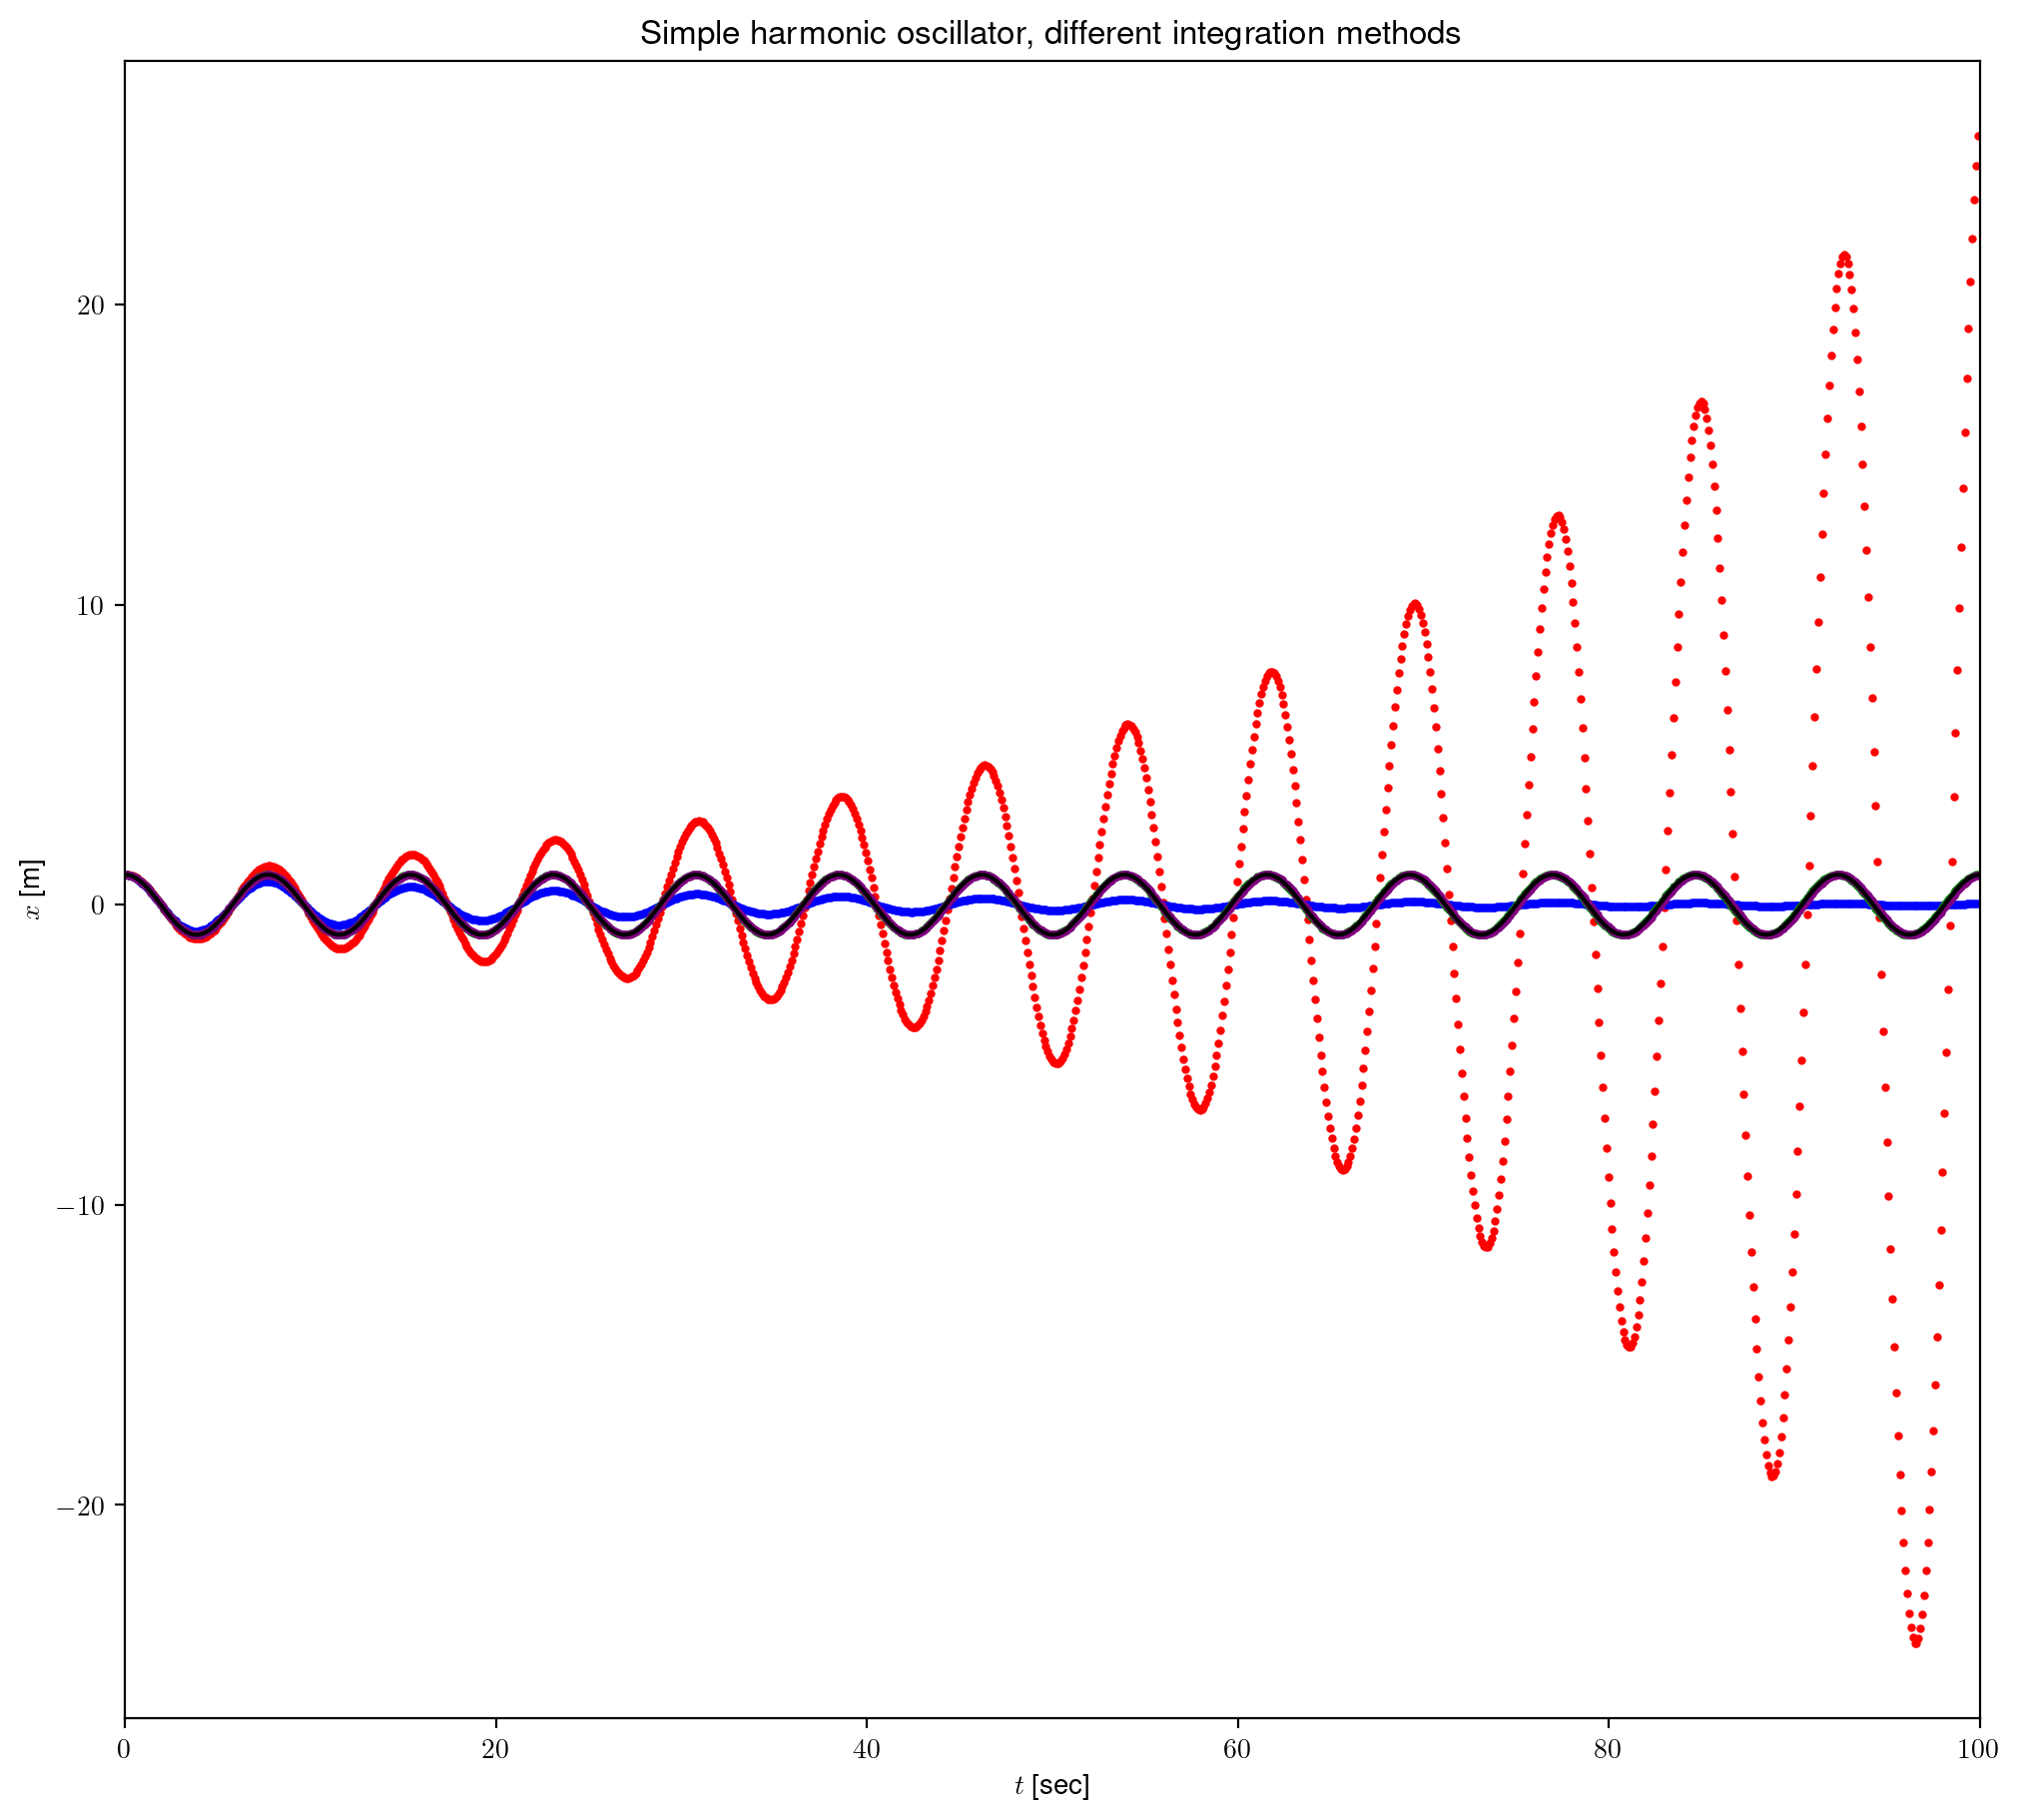 Simple harmonic oscillator, different integration methods
20
10
0
−10
−20
x [m]
0 20 40 60 80 100
t [sec]